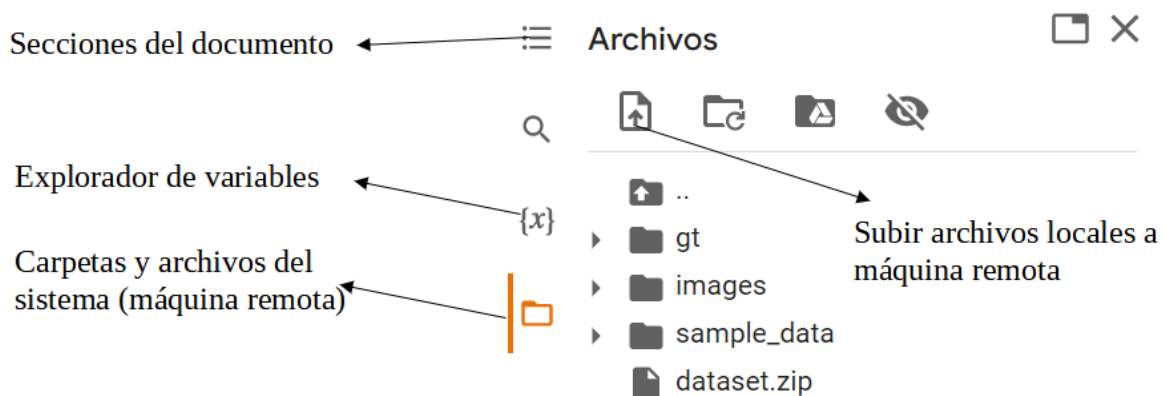 Secciones del documento
Archivos
Explorador de variables
{x}
Carpetas y archivos del
sistema (máquina remota)
..
gt
images
sample_data
dataset.zip
Subir archivos locales a
máquina remota